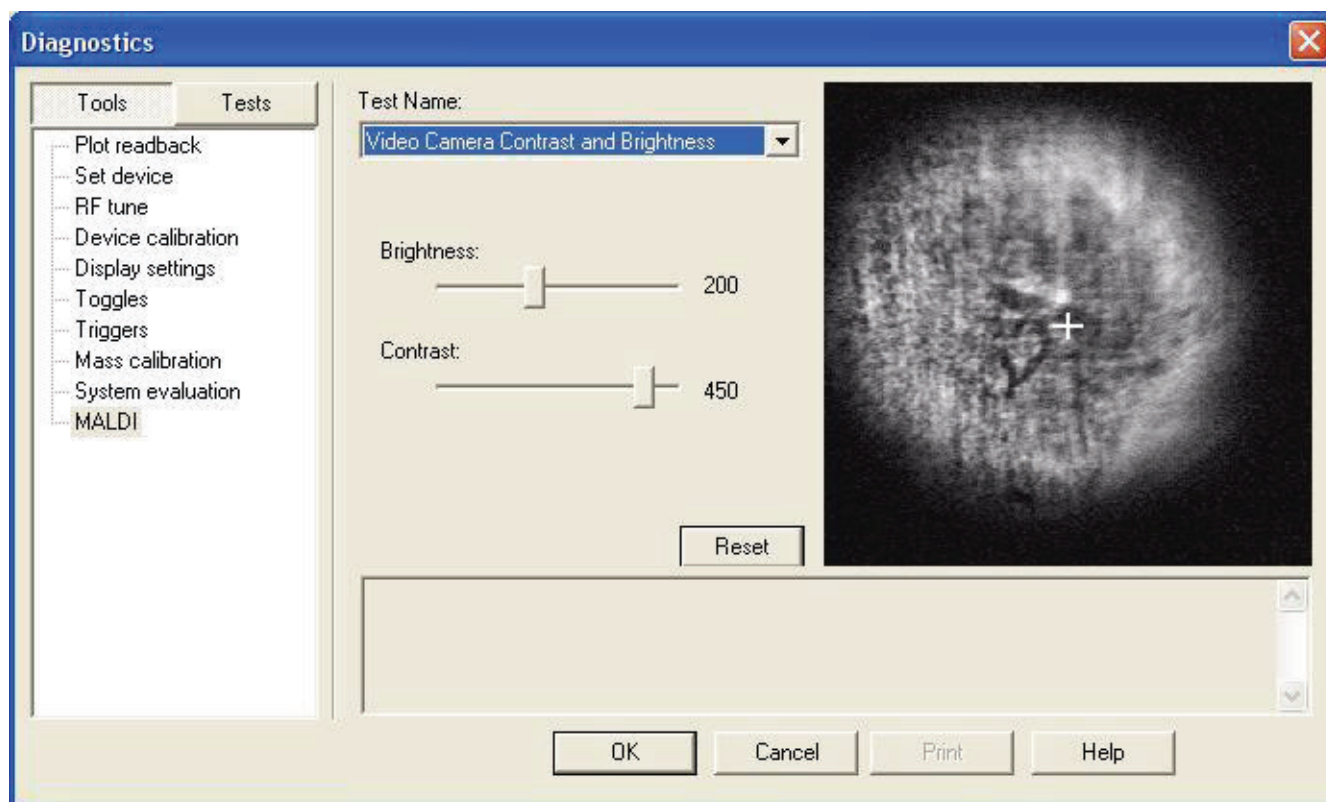 Diagnostics
Tools
Tests
Plot readback
Set device
RF tune
Device calibration
Display settings
Toggles
Triggers
Mass calibration
System evaluation
MALDI
Test Name:
Video Camera Contrast and Brightness
Brightness:
200
Contrast:
450
Reset
OK
Cancel
Print
Help